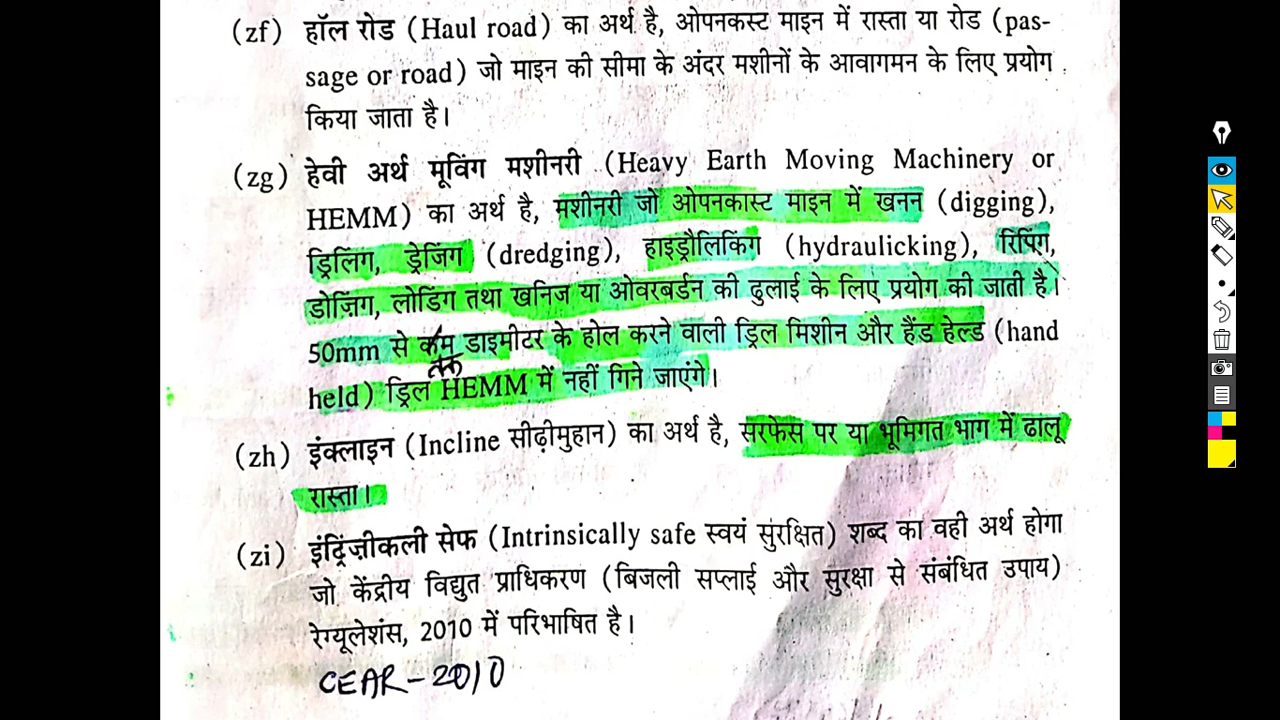 (zf) हॉल रोड (Haul road) का अर्थ है, ओपनकस्ट माइन में रास्ता या रोड (pas-
sage or road) जो माइन की सीमा के अंदर मशीनों के आवागमन के लिए प्रयोग
किया जाता है।
(zg) हेवी अर्थ मूविंग मशीनरी (Heavy Earth Moving Machinery or
HEMM) का अर्थ है, मशीनरी जो ओपनकास्ट माइन में खनन (digging),
ड्रिलिंग, ड्रेजिंग (dredging), हाइड्रौलिकिंग (hydraulicking), रिपिंग,
डोज़िग, लोडिंग तथा खनिज या ओवरबर्डन की ढुलाई के लिए प्रयोग की जाती है।
50mm से कम डाइमीटर के होल करने वाली ड्रिल मिशीन और हैंड हेल्ड (hand
तक
held) ड्रिल HEMM में नहीं गिने जाएंगे।
(zh) इंक्लाइन (Incline सीढ़ीमुहान) का अर्थ है, सरफेस पर या भूमिगत भाग में ढालू
रास्ता।
(zi) इंट्रिंज़ीकली सेफ (Intrinsically safe स्वयं सुंरक्षित) शब्द का वही अर्थ होगा
जो केंद्रीय विद्युत प्राधिकरण (बिजली सप्लाई और सुरक्षा से संबंधित उपाय)
रेग्यूलेशंस, 2010 में परिभाषित है।
CEAR-2010